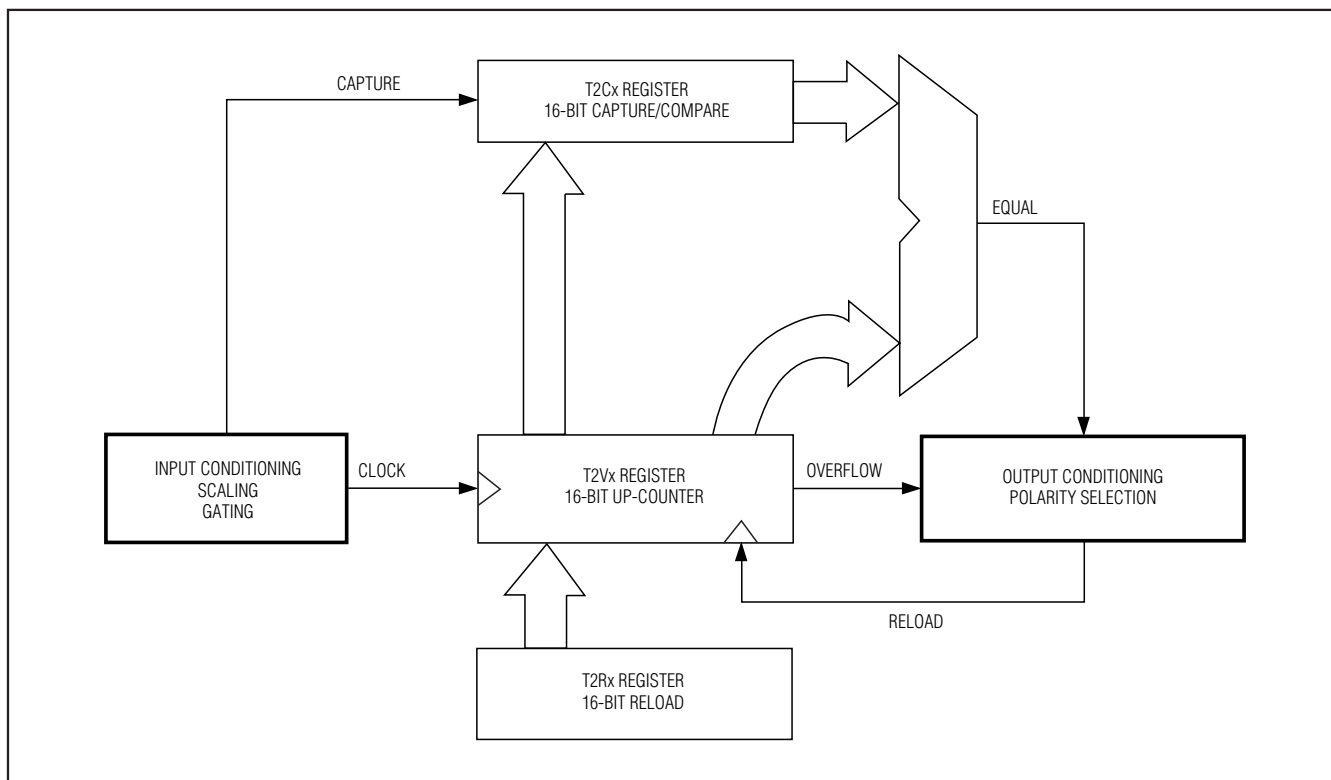 CAPTURE
T2Cx REGISTER
16-BIT CAPTURE/COMPARE
EQUAL
INPUT CONDITIONING
SCALING
GATING
CLOCK
T2Vx REGISTER
16-BIT UP-COUNTER
OVERFLOW
OUTPUT CONDITIONING
POLARITY SELECTION
RELOAD
T2Rx REGISTER
16-BIT RELOAD